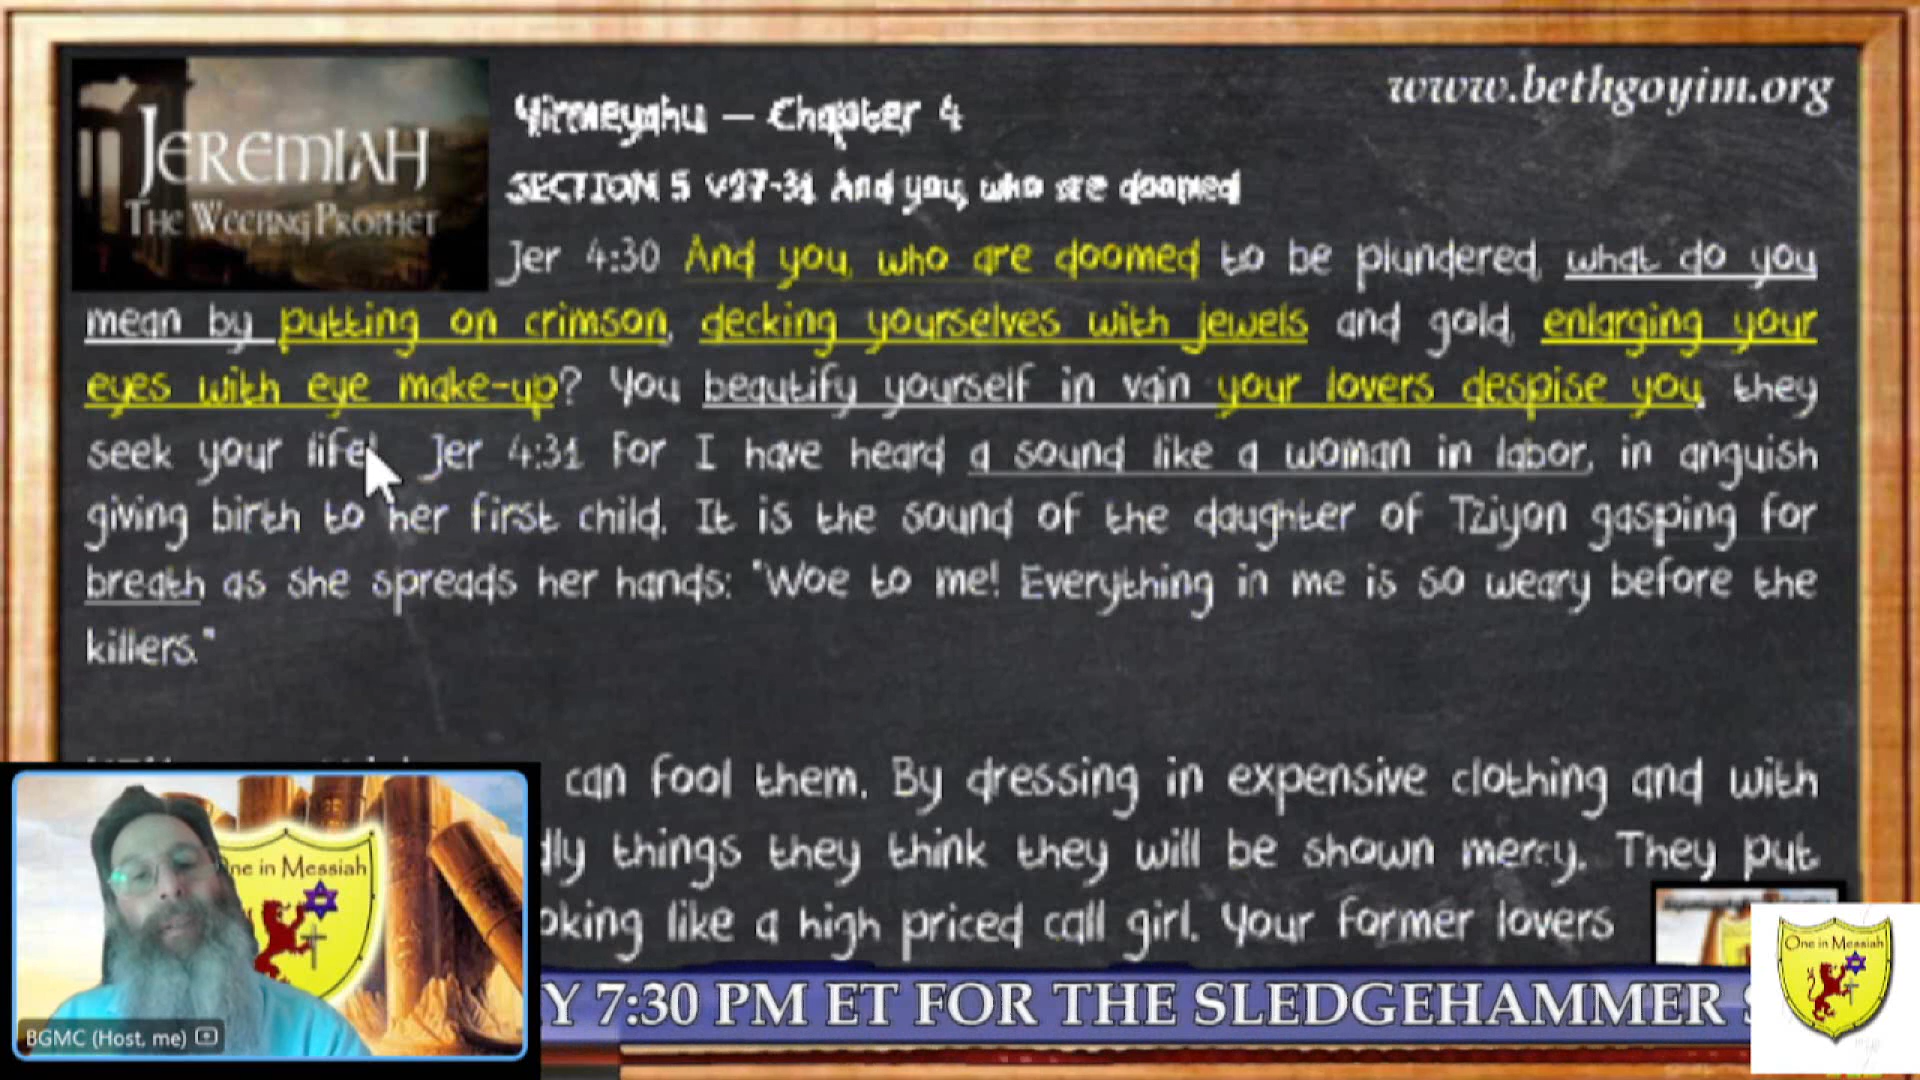 www.bethgoyim.org
JEREMIAH
THE WEEPING PROPHET
Yirmeyahu – Chapter 4
SECTION 5 v27-31 And you, who are doomed
Jer 4:30 And you, who are doomed to be plundered, what do you
mean by putting on crimson, decking yourselves with jewels and gold, enlarging your
eyes with eye make-up? You beautify yourself in vain your lovers despise you, they
seek your life! Jer 4:31 For I have heard a sound like a woman in labor, in anguish
giving birth to her first child. It is the sound of the daughter of Tziyon gasping for
breath as she spreads her hands: "Woe to me! Everything in me is so weary before the
killers."
can fool them. By dressing in expensive clothing and with
dly things they think they will be shown mercy. They put
oking like a high priced call girl. Your former lovers
One in Messiah
BGMC (Host, me)
Y 7:30 PM ET FOR THE SLEDGEHAMMER
One in Messiah